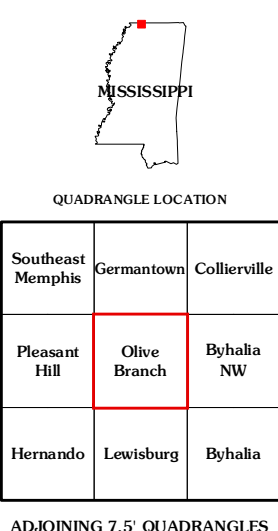 MISSISSIPPI
QUADRANGLE LOCATION
Southeast
Memphis
Germantown
Collierville
Pleasant
Hill
Olive
Branch
Byhalia
NW
Hernando
Lewisburg
Byhalia
ADJOINING 7.5' QUADRANGLES